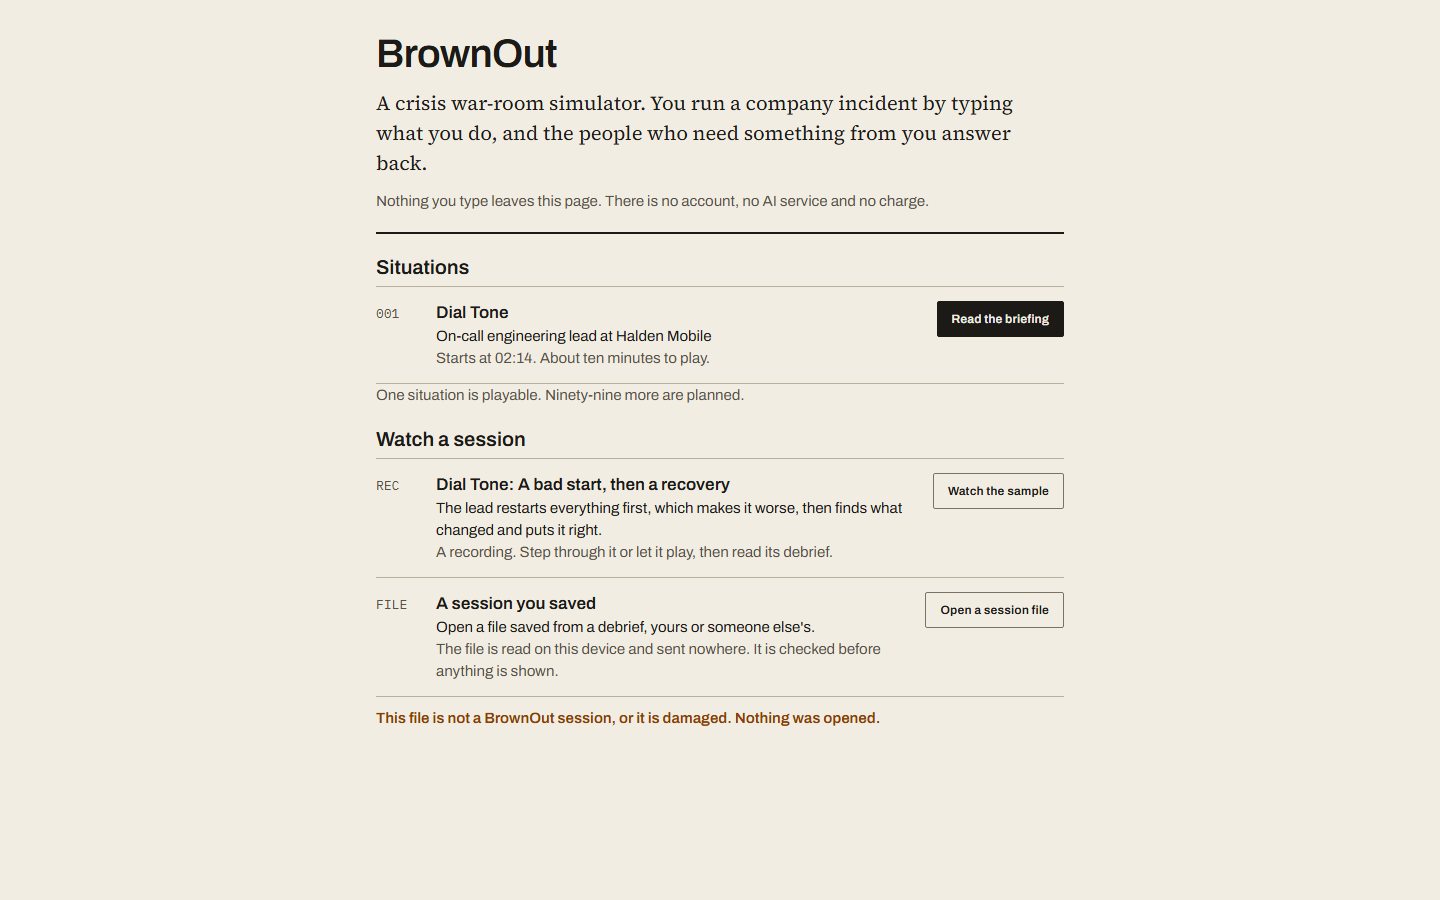 BrownOut
A crisis war-room simulator. You run a company incident by typing
what you do, and the people who need something from you answer
back.
Nothing you type leaves this page. There is no account, no AI service and no charge.
Situations
001
Dial Tone
Read the briefing
On-call engineering lead at Halden Mobile
Starts at 02:14. About ten minutes to play.
One situation is playable. Ninety-nine more are planned.
Watch a session
REC
Dial Tone: A bad start, then a recovery
Watch the sample
The lead restarts everything first, which makes it worse, then finds what
changed and puts it right.
A recording. Step through it or let it play, then read its debrief.
FILE
A session you saved
Open a session file
Open a file saved from a debrief, yours or someone else's.
The file is read on this device and sent nowhere. It is checked before
anything is shown.
This file is not a BrownOut session, or it is damaged. Nothing was opened.